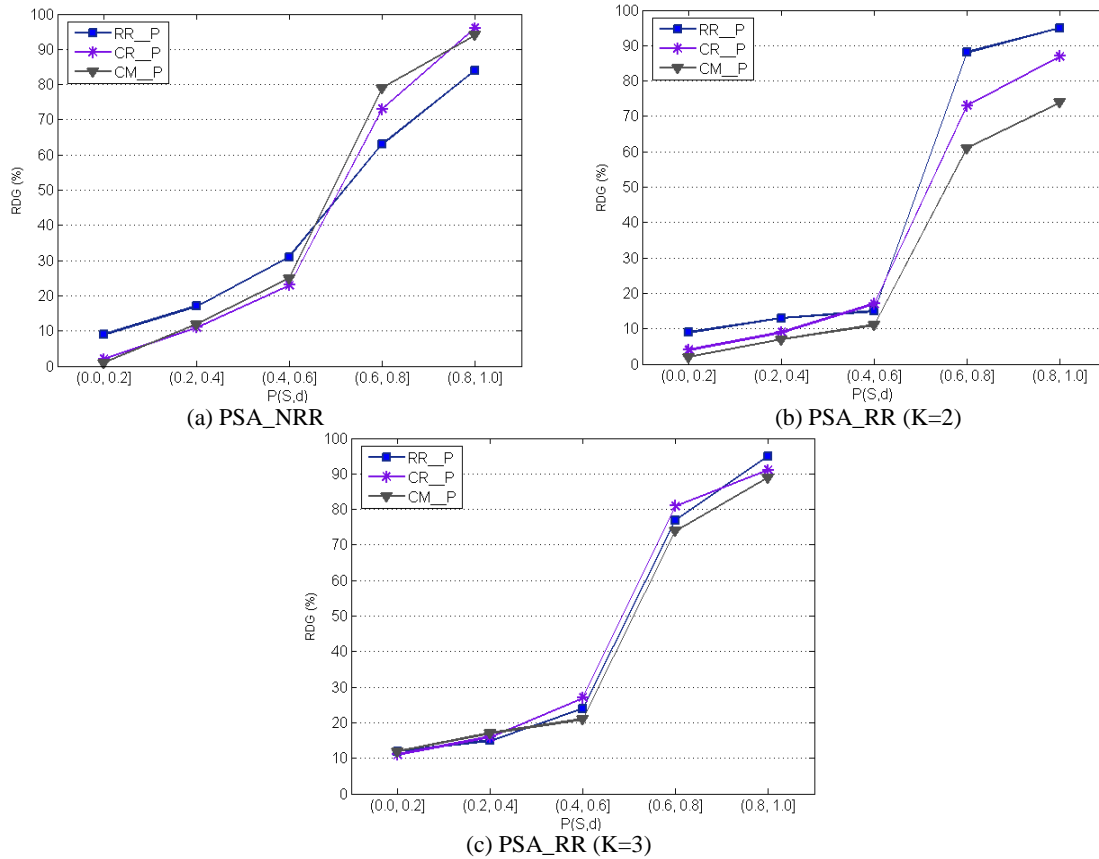 100
90
80
70
60
50
40
30
20
10
0
RDG (%)
RR__P
CR__P
CM__P
(0.0, 0.2]
(0.2, 0.4]
(0.4, 0.6]
(0.6, 0.8]
(0.8, 1.0]
P(S,d)
(a) PSA_NRR
100
90
80
70
60
50
40
30
20
10
0
RDG (%)
RR__P
CR__P
CM__P
(0.0, 0.2]
(0.2, 0.4]
(0.4, 0.6]
(0.6, 0.8]
(0.8, 1.0]
P(S,d)
(b) PSA_RR (K=2)
100
90
80
70
60
50
40
30
20
10
0
RDG (%)
RR__P
CR__P
CM__P
(0.0, 0.2]
(0.2, 0.4]
(0.4, 0.6]
(0.6, 0.8]
(0.8, 1.0]
P(S,d)
(c) PSA_RR (K=3)